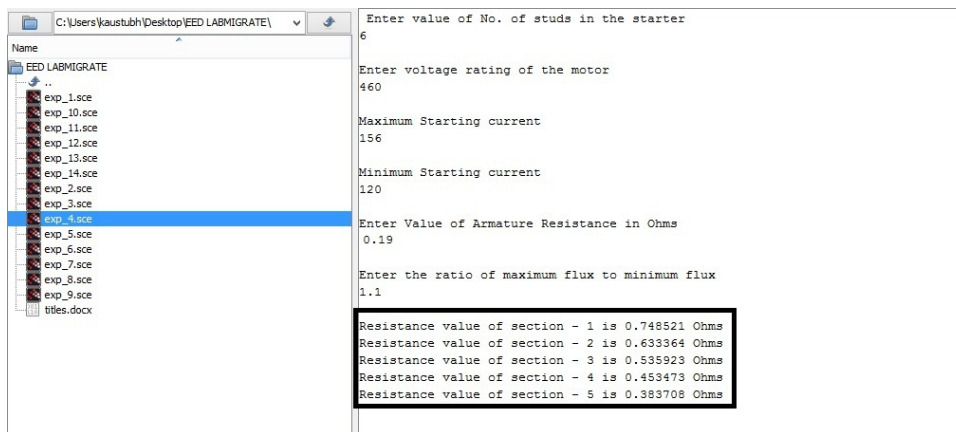 C:\Users\kaustubh\Desktop\EED LABMIGRATE\
Name
EED LABMIGRATE
..
exp_1.sce
exp_10.sce
exp_11.sce
exp_12.sce
exp_13.sce
exp_14.sce
exp_2.sce
exp_3.sce
exp_4.sce
exp_5.sce
exp_6.sce
exp_7.sce
exp_8.sce
exp_9.sce
titles.docx
Enter value of No. of studs in the starter
6
Enter voltage rating of the motor
460
Maximum Starting current
156
Minimum Starting current
120
Enter Value of Armature Resistance in Ohms
0.19
Enter the ratio of maximum flux to minimum flux
1.1
Resistance value of section - 1 is 0.748521 Ohms
Resistance value of section - 2 is 0.633364 Ohms
Resistance value of section - 3 is 0.535923 Ohms
Resistance value of section - 4 is 0.453473 Ohms
Resistance value of section - 5 is 0.383708 Ohms